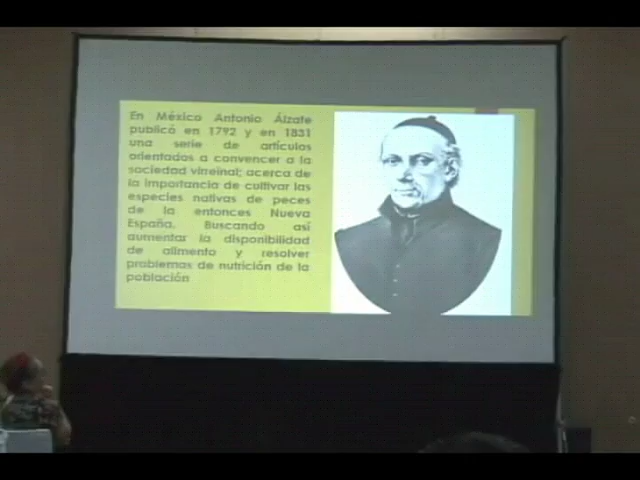 En México Antonio Álzate
publicó en 1792 y en 1831
una serie de artículos
orientados a convencer a la
sociedad virreinal; acerca de
la importancia de cultivar las
especies nativas de peces
de la entonces Nueva
España. Buscando así
aumentar la disponibilidad
de alimento y resolver
problemas de nutrición de la
población